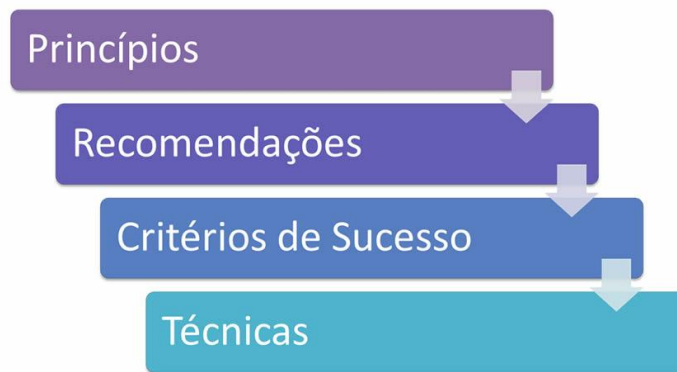 Princípios
Recomendações
Critérios de Sucesso
Técnicas